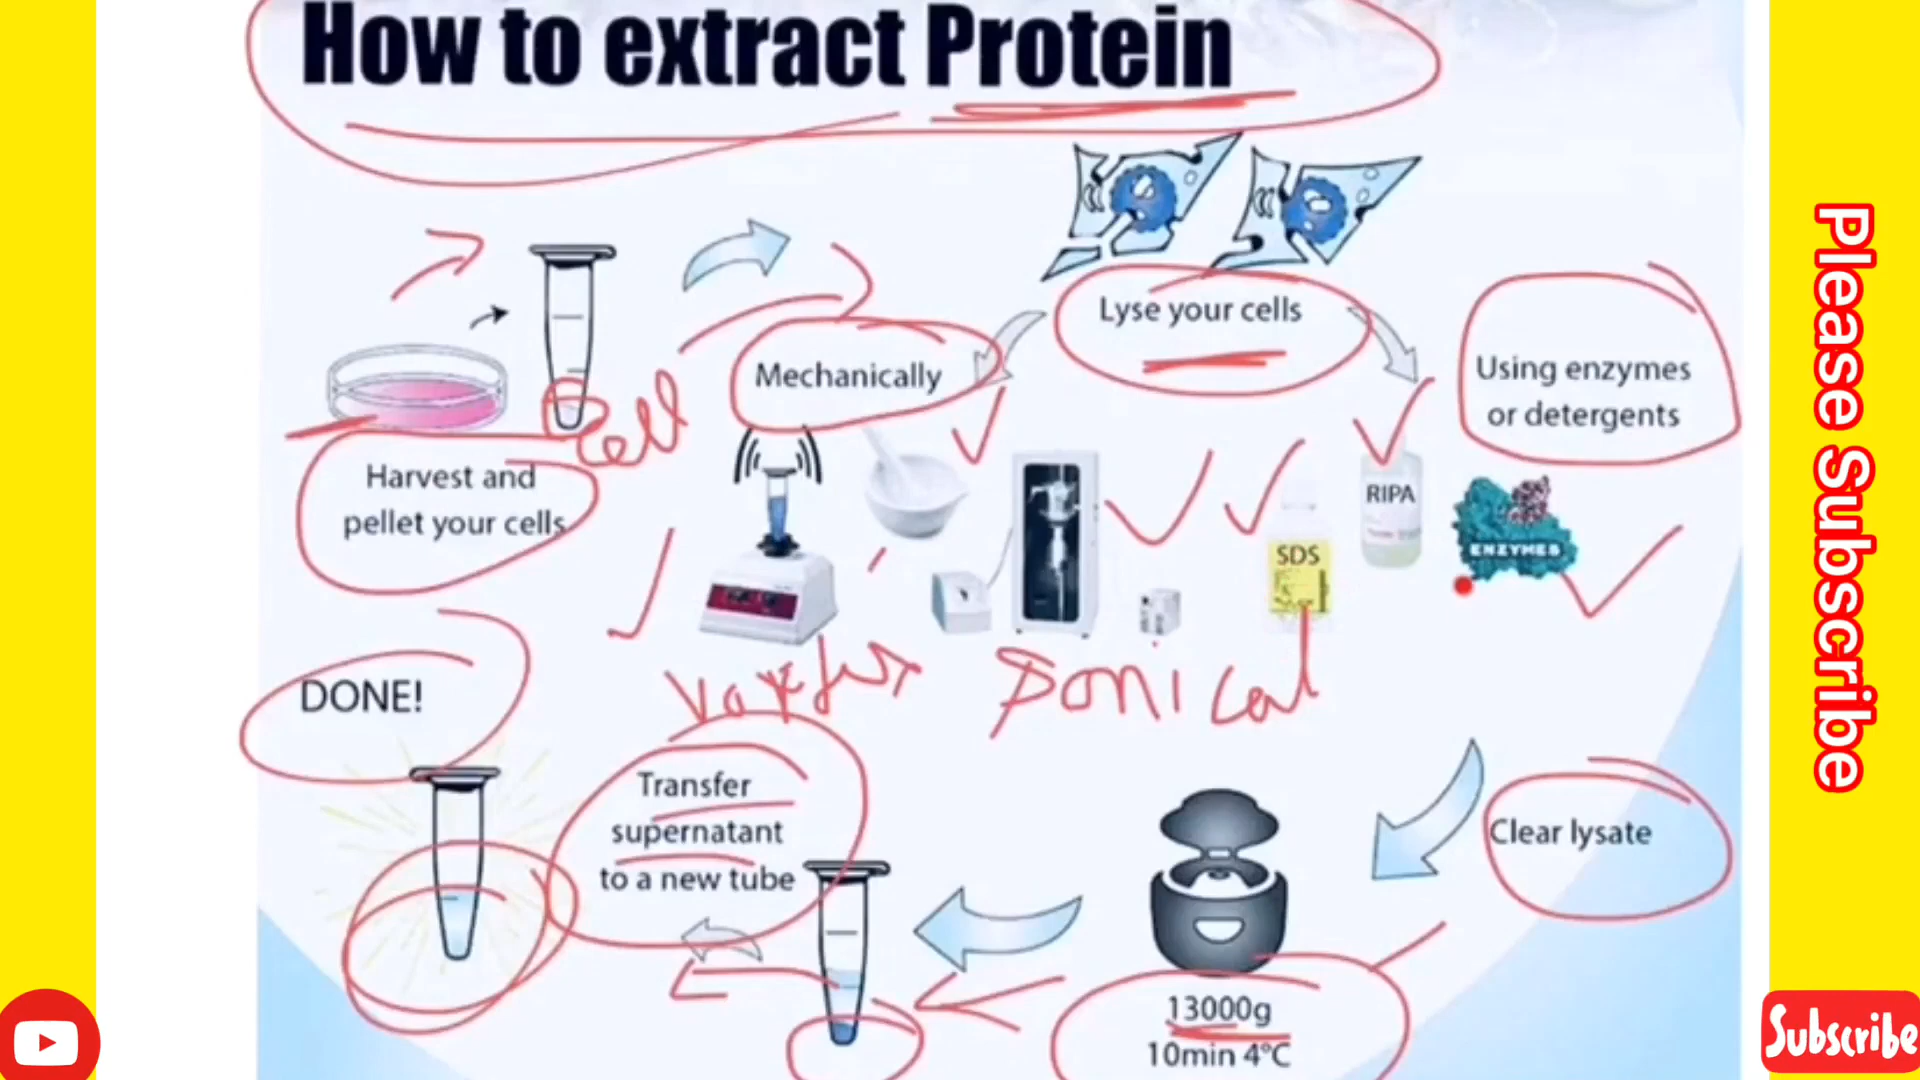 How to extract Protein
Lyse your cells
Mechanically
Using enzymes
or detergents
cell
Harvest and
pellet your cells
RIPA
SDS
ENZYMES
DONE!
Sonicat
Transfer
supernatant
to a new tube
Clear lysate
13000g
10min 4°C
Please Subscribe
Subscribe